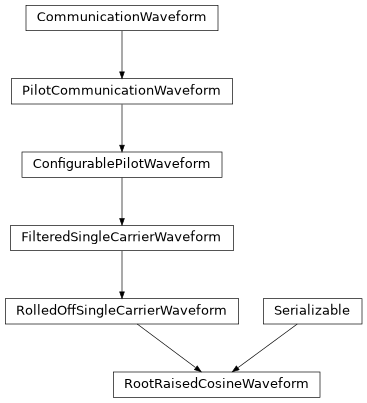 CommunicationWaveform
PilotCommunicationWaveform
ConfigurablePilotWaveform
FilteredSingleCarrierWaveform
RolledOffSingleCarrierWaveform
Serializable
RootRaisedCosineWaveform